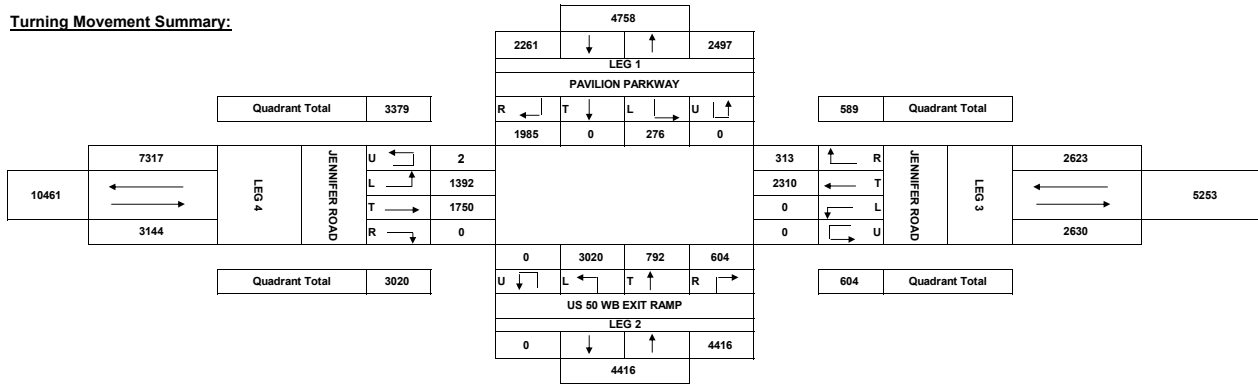 Turning Movement Summary:
4758
2261 2497
LEG 1
PAVILION PARKWAY
Quadrant Total 3379
R T L U
589 Quadrant Total
1985 0 276 0
7317
10461
3144
LEG 4
JENNIFER ROAD
U 2
L 1392
T 1750
R 0
313 R
2310 T
0 L
0 U
JENNIFER ROAD
LEG 3
2623
5253
2630
0 3020 792 604
Quadrant Total 3020
U L T R
604 Quadrant Total
US 50 WB EXIT RAMP
LEG 2
0 4416
4416